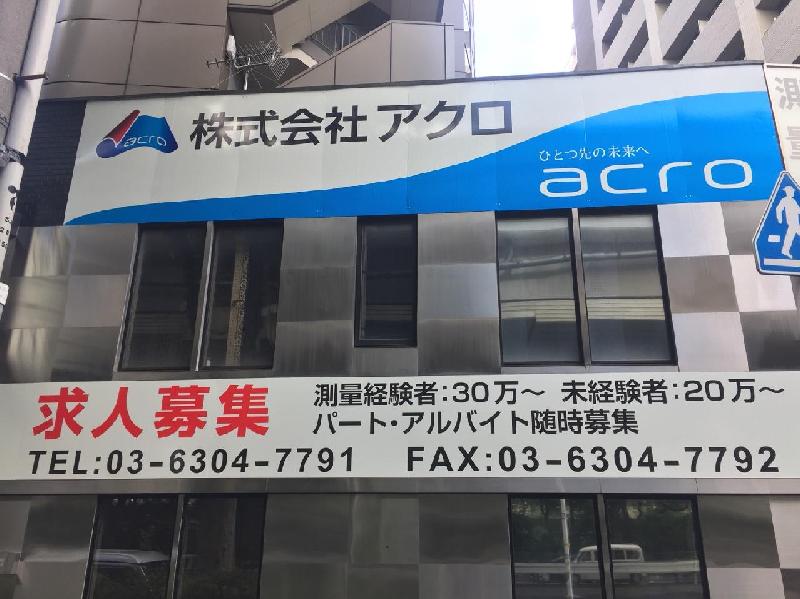 acro
株式会社アクロ
ひとつ先の未来へ
acro
測
量
求人募集
測量経験者:30万～ 未経験者:20万～
パート・アルバイト随時募集
TEL:03-6304-7791 FAX:03-6304-7792